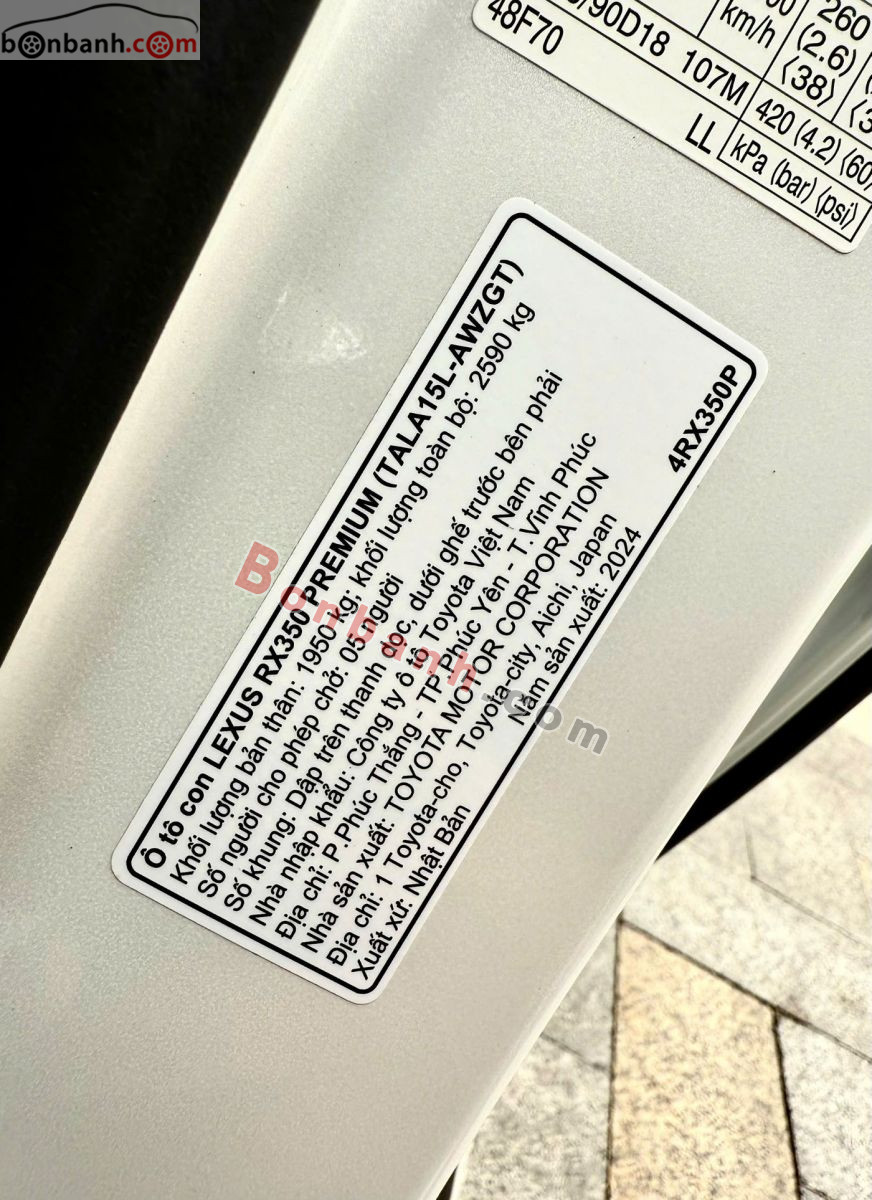 bonbanh.com
260
km/h
(2.6)
/90D18 107M
⟨38⟩
48F70
420 (4.2) ⟨60
LL kPa (bar) ⟨psi⟩
Ô tô con LEXUS RX350 PREMIUM (TALA15L-AWZGT)
Khối lượng bản thân: 1950 kg; khối lượng toàn bộ: 2590 kg
Số người cho phép chở: 05 người
Số khung: Dập trên thanh dọc, dưới ghế trước bên phải
Nhà nhập khẩu: Công ty ô tô Toyota Việt Nam
Địa chỉ: P.Phúc Thắng - TP.Phúc Yên - T.Vĩnh Phúc
Nhà sản xuất: TOYOTA MOTOR CORPORATION
Địa chỉ: 1 Toyota-cho, Toyota-city, Aichi, Japan
Xuất xứ: Nhật Bản Năm sản xuất: 2024
4RX350P
Bonbanh.com